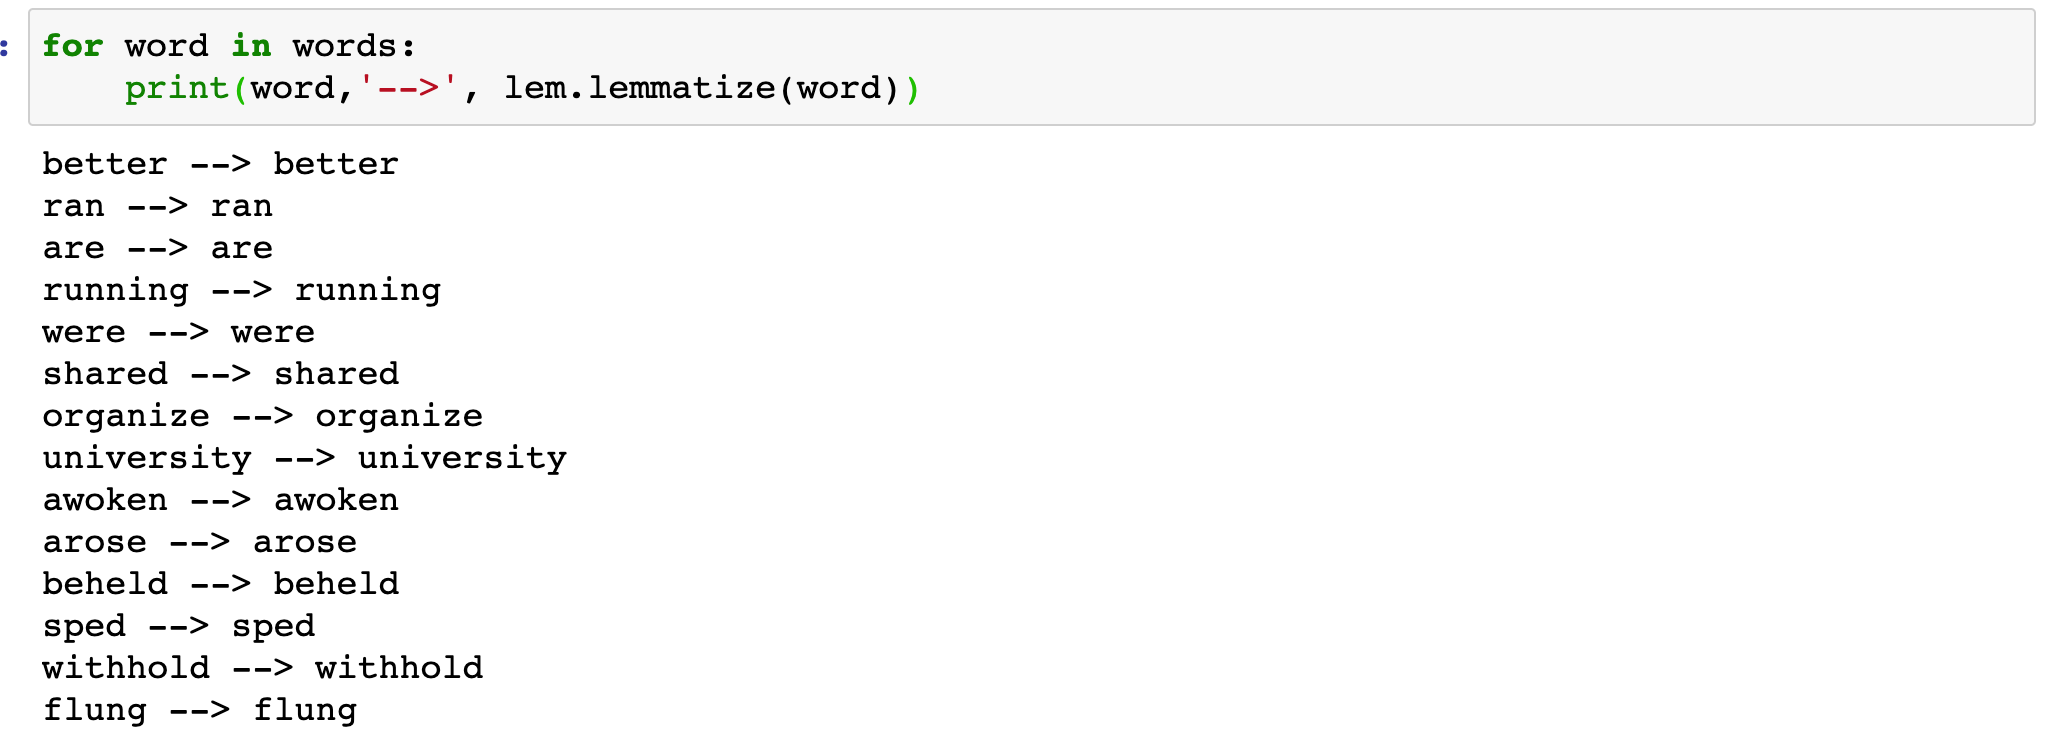 :
for word in words:
    print(word,'-->', lem.lemmatize(word))
better --> better
ran --> ran
are --> are
running --> running
were --> were
shared --> shared
organize --> organize
university --> university
awoken --> awoken
arose --> arose
beheld --> beheld
sped --> sped
withhold --> withhold
flung --> flung